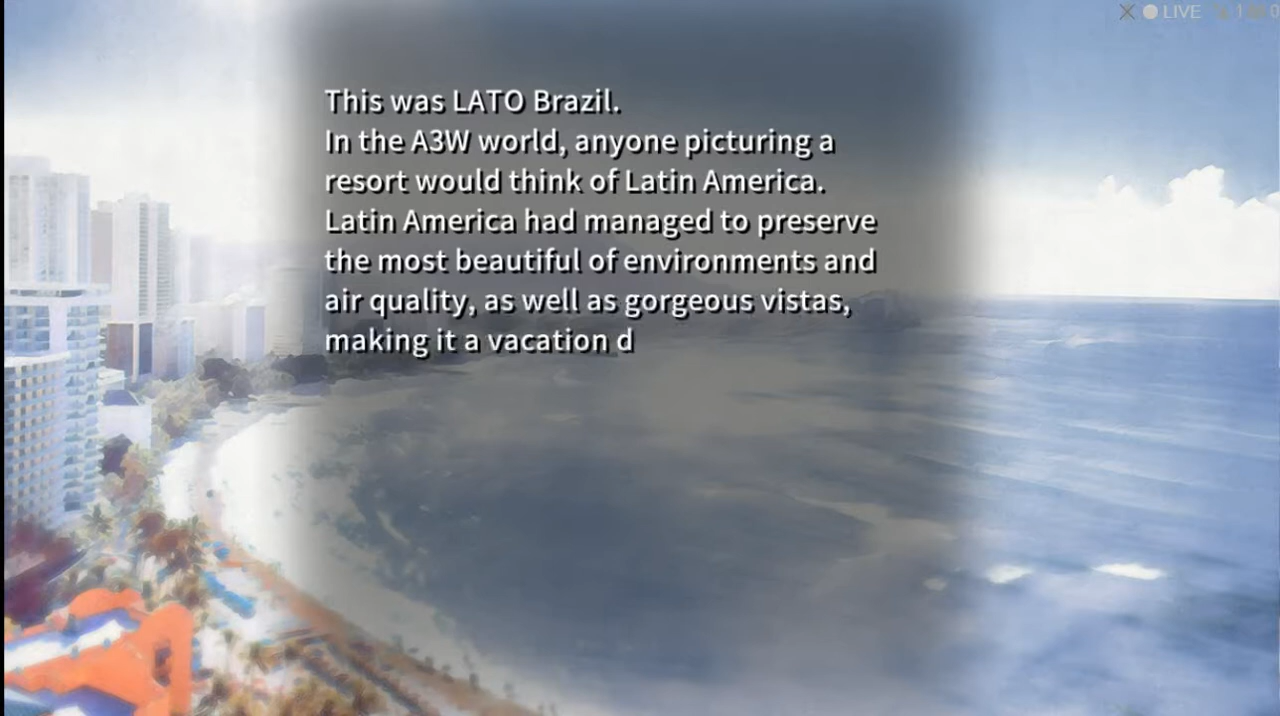 LIVE
This was LATO Brazil.
In the A3W world, anyone picturing a
resort would think of Latin America.
Latin America had managed to preserve
the most beautiful of environments and
air quality, as well as gorgeous vistas,
making it a vacation d